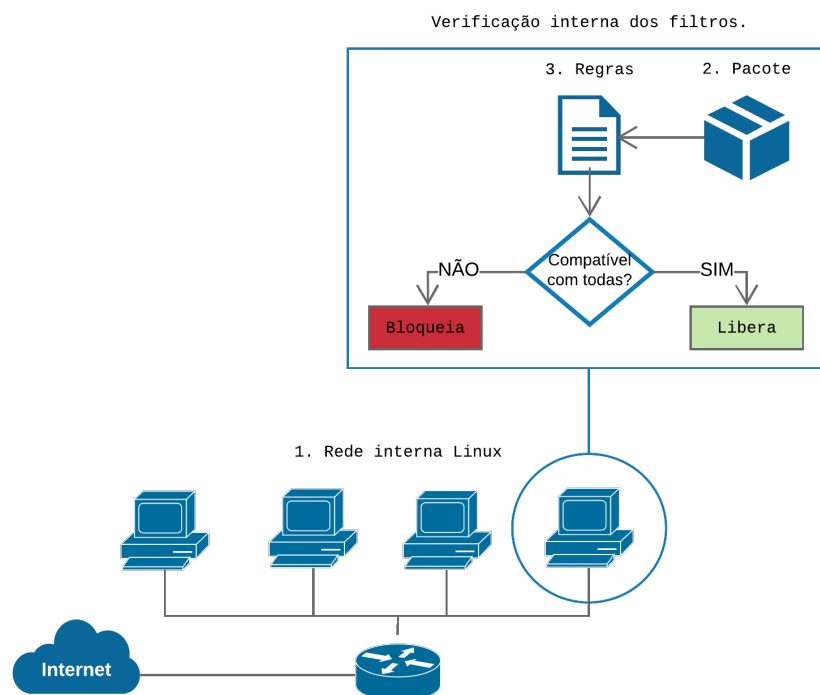 Verificação interna dos filtros.
3. Regras
2. Pacote
Compatível
com todas?
NÃO
SIM
Bloqueia
Libera
1. Rede interna Linux
Internet